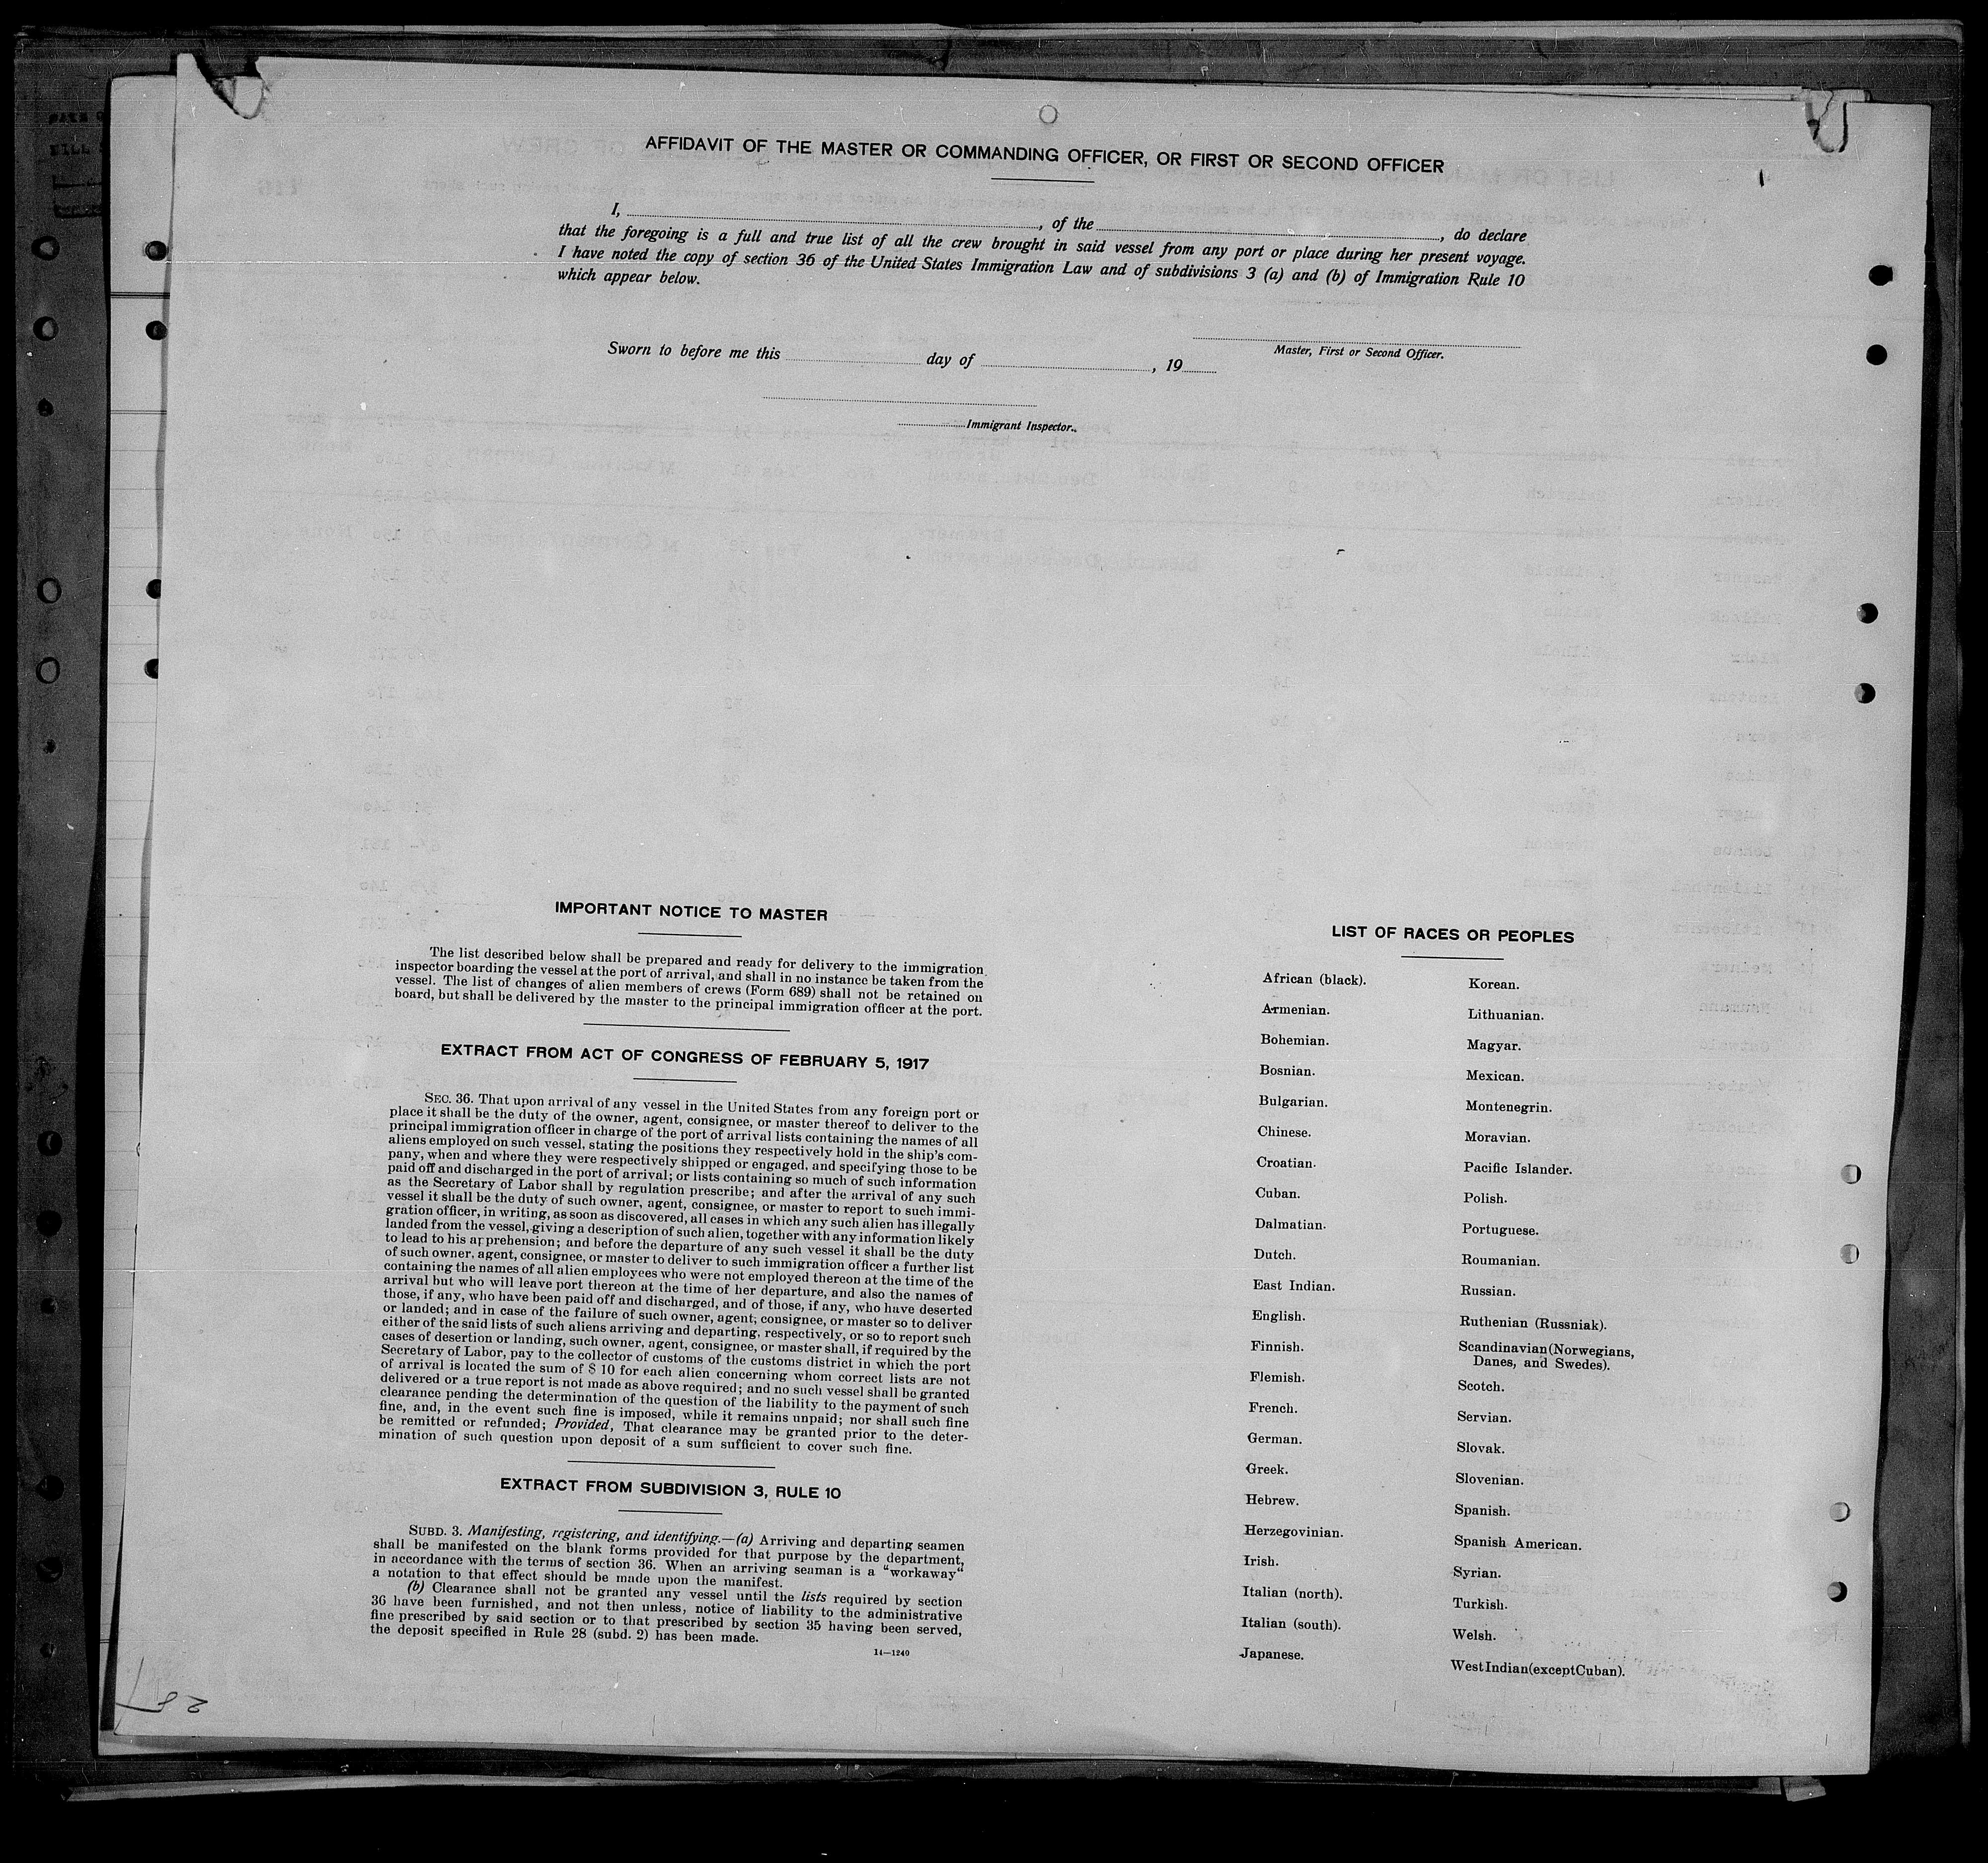 AFFIDAVIT OF THE MASTER OR COMMANDING OFFICER, OR FIRST OR SECOND OFFICER
I, , of the , do declare
that the foregoing is a full and true list of all the crew brought in said vessel from any port or place during her present voyage.
I have noted the copy of section 36 of the United States Immigration Law and of subdivisions 3 (a) and (b) of Immigration Rule 10
which appear below.
Master, First or Second Officer.
Sworn to before me this day of , 19
Immigrant Inspector.
IMPORTANT NOTICE TO MASTER
The list described below shall be prepared and ready for delivery to the immigration
inspector boarding the vessel at the port of arrival, and shall in no instance be taken from the
vessel. The list of changes of alien members of crews (Form 689) shall not be retained on
board, but shall be delivered by the master to the principal immigration officer at the port.
EXTRACT FROM ACT OF CONGRESS OF FEBRUARY 5, 1917
SEC. 36. That upon arrival of any vessel in the United States from any foreign port or
place it shall be the duty of the owner, agent, consignee, or master thereof to deliver to the
principal immigration officer in charge of the port of arrival lists containing the names of all
aliens employed on such vessel, stating the positions they respectively hold in the ship's com-
pany, when and where they were respectively shipped or engaged, and specifying those to be
paid off and discharged in the port of arrival; or lists containing so much of such information
as the Secretary of Labor shall by regulation prescribe; and after the arrival of any such
vessel it shall be the duty of such owner, agent, consignee, or master to report to such immi-
gration officer, in writing, as soon as discovered, all cases in which any such alien has illegally
landed from the vessel, giving a description of such alien, together with any information likely
to lead to his apprehension; and before the departure of any such vessel it shall be the duty
of such owner, agent, consignee, or master to deliver to such immigration officer a further list
containing the names of all alien employees who were not employed thereon at the time of the
arrival but who will leave port thereon at the time of her departure, and also the names of
those, if any, who have been paid off and discharged, and of those, if any, who have deserted
or landed; and in case of the failure of such owner, agent; consignee, or master so to deliver
either of the said lists of such aliens arriving and departing, respectively, or so to report such
cases of desertion or landing, such owner, agent, consignee, or master shall, if required by the
Secretary of Labor, pay to the collector of customs of the customs district in which the port
of arrival is located the sum of $ 10 for each alien concerning whom correct lists are not
delivered or a true report is not made as above required; and no such vessel shall be granted
clearance pending the determination of the question of the liability to the payment of such
fine, and, in the event such fine is imposed, while it remains unpaid; nor shall such fine
be remitted or refunded; Provided, That clearance may be granted prior to the deter-
mination of such question upon deposit of a sum sufficient to cover such fine.
EXTRACT FROM SUBDIVISION 3, RULE 10
SUBD. 3. Manifesting, registering, and identifying.—(a) Arriving and departing seamen
shall be manifested on the blank forms provided for that purpose by the department,
in accordance with the terms of section 36. When an arriving seaman is a "workaway"
a notation to that effect should be made upon the manifest.
(b) Clearance shall not be granted any vessel until the lists required by section
36 have been furnished, and not then unless, notice of liability to the administrative
fine prescribed by said section or to that prescribed by section 35 having been served,
the deposit specified in Rule 28 (subd. 2) has been made.
14—1240
LIST OF RACES OR PEOPLES
African (black).
Armenian.
Bohemian.
Bosnian.
Bulgarian.
Chinese.
Croatian.
Cuban.
Dalmatian.
Dutch.
East Indian.
English.
Finnish.
Flemish.
French.
German.
Greek.
Hebrew.
Herzegovinian.
Irish.
Italian (north).
Italian (south).
Japanese.
Korean.
Lithuanian.
Magyar.
Mexican.
Montenegrin.
Moravian.
Pacific Islander.
Polish.
Portuguese.
Roumanian.
Russian.
Ruthenian (Russniak).
Scandinavian (Norwegians,
Danes, and Swedes).
Scotch.
Servian.
Slovak.
Slovenian.
Spanish.
Spanish American.
Syrian.
Turkish.
Welsh.
West Indian (except Cuban).